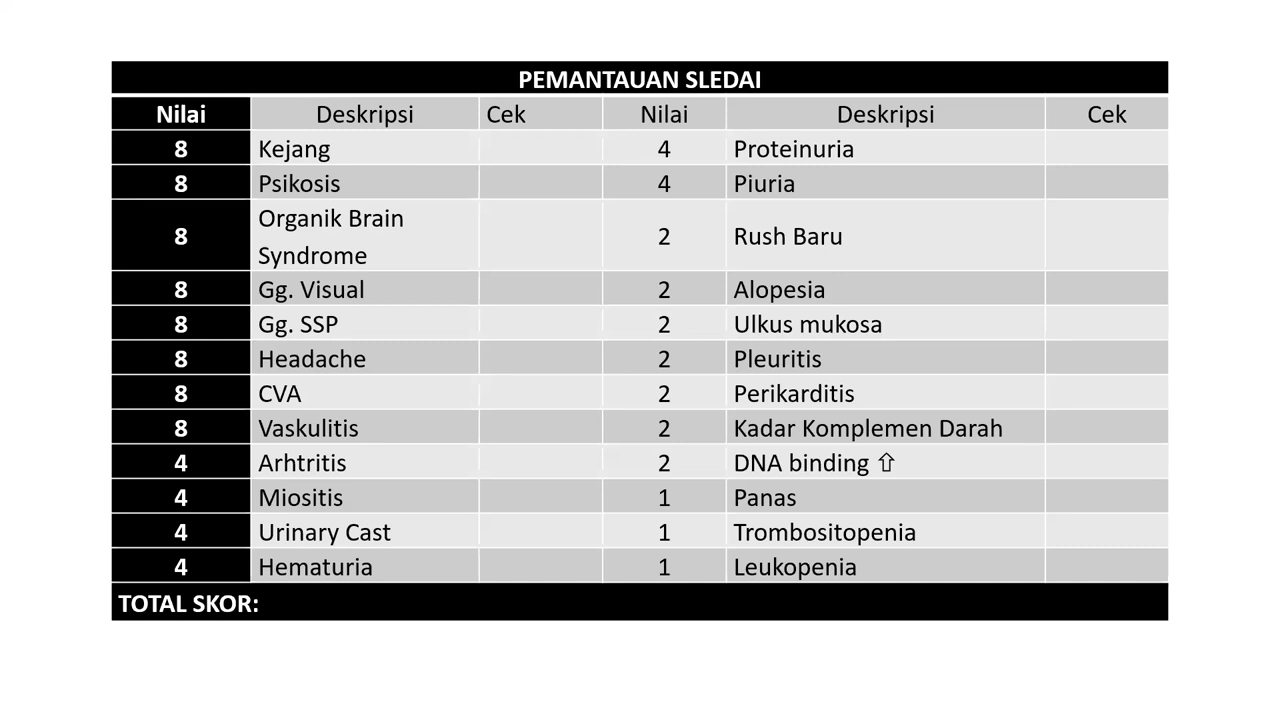 PEMANTAUAN SLEDAI
Nilai Deskripsi Cek Nilai Deskripsi Cek
8 Kejang 4 Proteinuria
8 Psikosis 4 Piuria
8 Organik Brain Syndrome 2 Rush Baru
8 Gg. Visual 2 Alopesia
8 Gg. SSP 2 Ulkus mukosa
8 Headache 2 Pleuritis
8 CVA 2 Perikarditis
8 Vaskulitis 2 Kadar Komplemen Darah
4 Arhtritis 2 DNA binding ⇧
4 Miositis 1 Panas
4 Urinary Cast 1 Trombositopenia
4 Hematuria 1 Leukopenia
TOTAL SKOR: